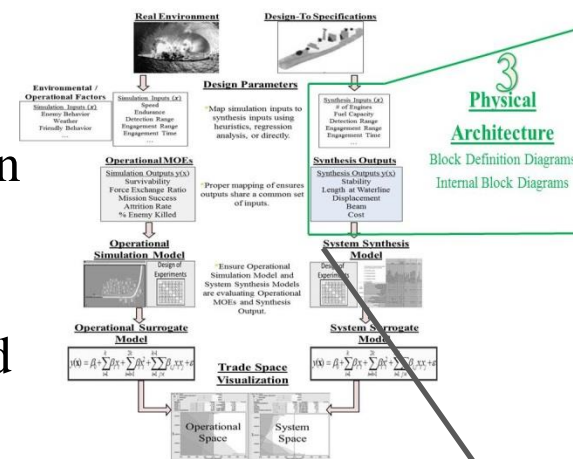 n
d
Real Environment
Design-To Specifications
Environmental /
Operational Factors
Simulation Inputs (x)
Enemy Behavior
Weather
Friendly Behavior
...
Simulation Inputs (x)
Speed
Endurance
Detection Range
Engagement Range
Engagement Time
...
Design Parameters
*Map simulation inputs to
synthesis inputs using
heuristics, regression
analysis, or directly.
Synthesis Inputs (x)
# of Engines
Fuel Capacity
Detection Range
Engagement Range
Engagement Time
...
3
Physical
Architecture
Block Definition Diagrams
Internal Block Diagrams
Operational MOEs
Simulation Outputs y(x)
Survivability
Force Exchange Ratio
Mission Success
Attrition Rate
% Enemy Killed
*Proper mapping of ensures
outputs share a common set
of inputs.
Synthesis Outputs
Synthesis Outputs y(x)
Stability
Length at Waterline
Displacement
Beam
Cost
Operational
Simulation Model
Design of
Experiments
*Ensure Operational
Simulation Model and
System Synthesis Models
are evaluating Operational
MOEs and Synthesis
Output.
System Synthesis
Model
Design of
Experiments
Operational Surrogate
Model
System Surrogate
Model
Trade Space
Visualization
Operational
Space
System
Space